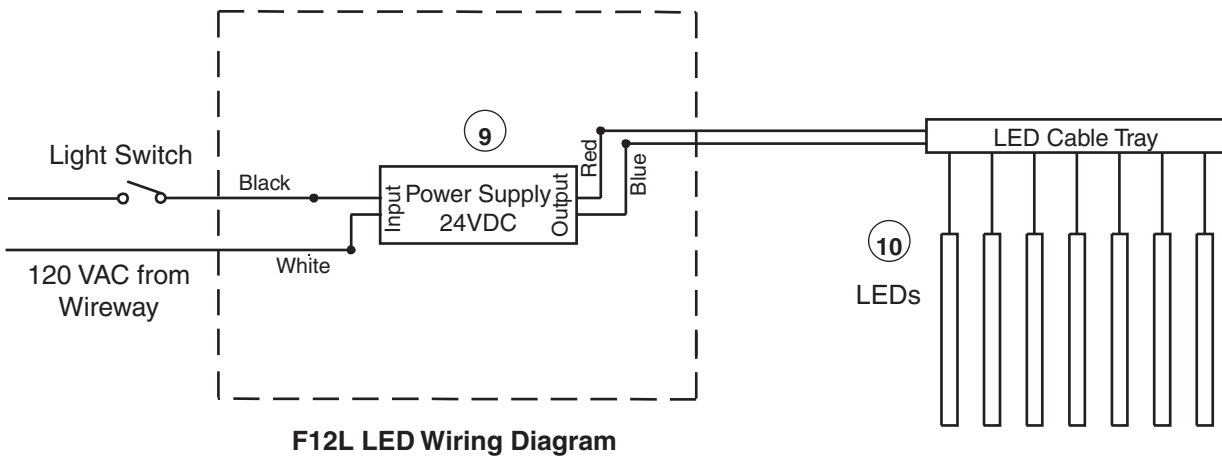 9
Light Switch
Black
Input
Power Supply
24VDC
Output
Red
Blue
LED Cable Tray
White
120 VAC from
Wireway
10
LEDs
F12L LED Wiring Diagram